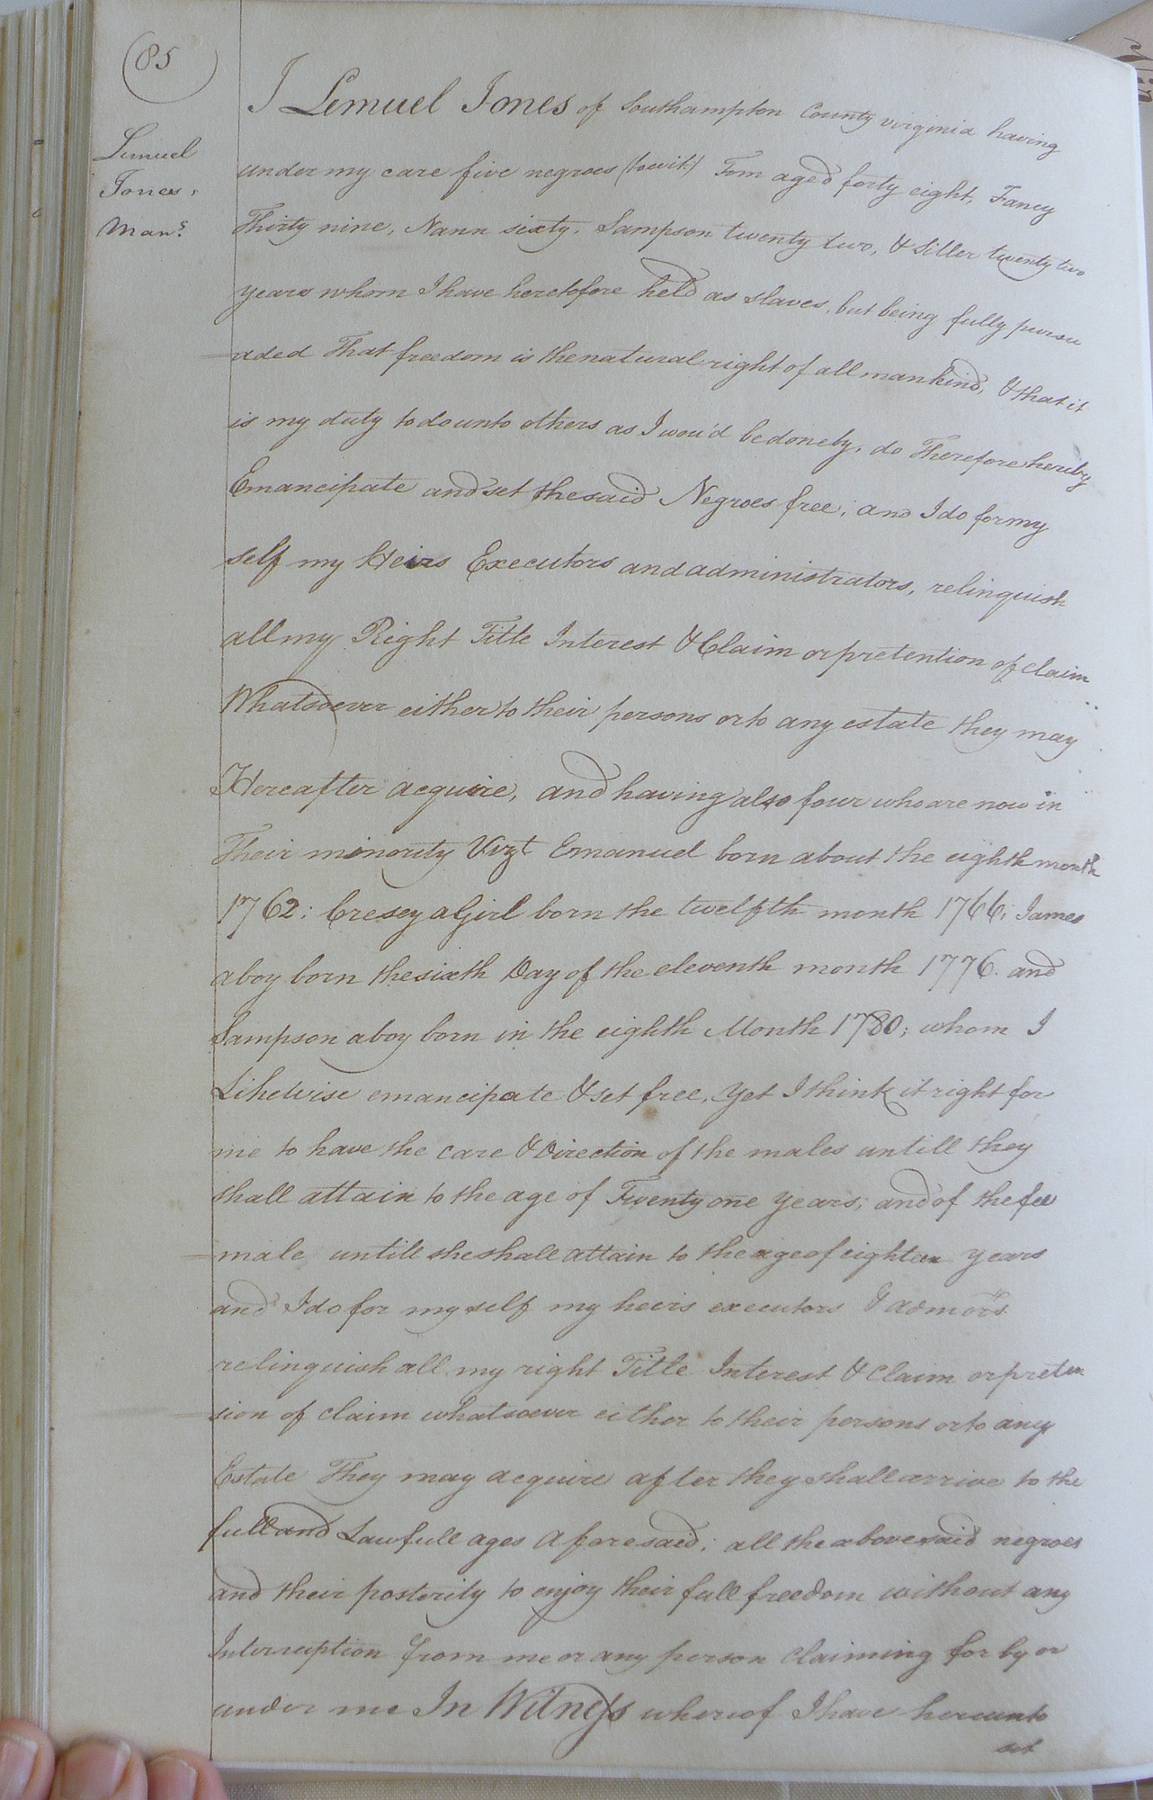 85
Lemuel
Jones,
Mans.
I Lemuel Jones of Southampton County virginia having
under my care five negroes (towit) Tom aged forty eight, Fancy
Thirty nine, Nann sixty, Sampson twenty two, & Siller twenty two
years whom I have heretofore held as slaves, but being fully persu
aded That freedom is the natural right of all mankind, & that it
is my duty to do unto others as I wou'd be done by, do Therefore hereby
Emancipate and set the said Negroes free; and I do for my
self my Heirs Executors and administrators, relinquish
all my Right Title Interest & Claim or pretention of claim
Whatsoever either to their persons or to any estate they may
Hereafter acquire, and having also four who are now in
Their minority Vizt Emanuel born about the eighth month
1762; Cresey a Girl born the twelfth month 1766; James
a boy born the sixth Day of the eleventh month 1776. and
Sampson a boy born in the eighth Month 1780; whom I
Likewise emancipate & set free, yet I think it right for
me to have the care & Direction of the males untill they
shall attain to the age of Twenty one years; and of the fee
male untill she shall attain to the age of eighteen years
and I do for my self my heirs executors & admors
relinquish all my right Title Interest & Claim or preten
sion of claim whatsoever either to their persons or to any
Estate They may acquire after they shall arrive to the
full and Lawfull ages aforesaid; all the above said negroes
and their posterity to enjoy their full freedom without any
Interruption from me or any person claiming for by or
under me In Witness whereof I have hereunto
set